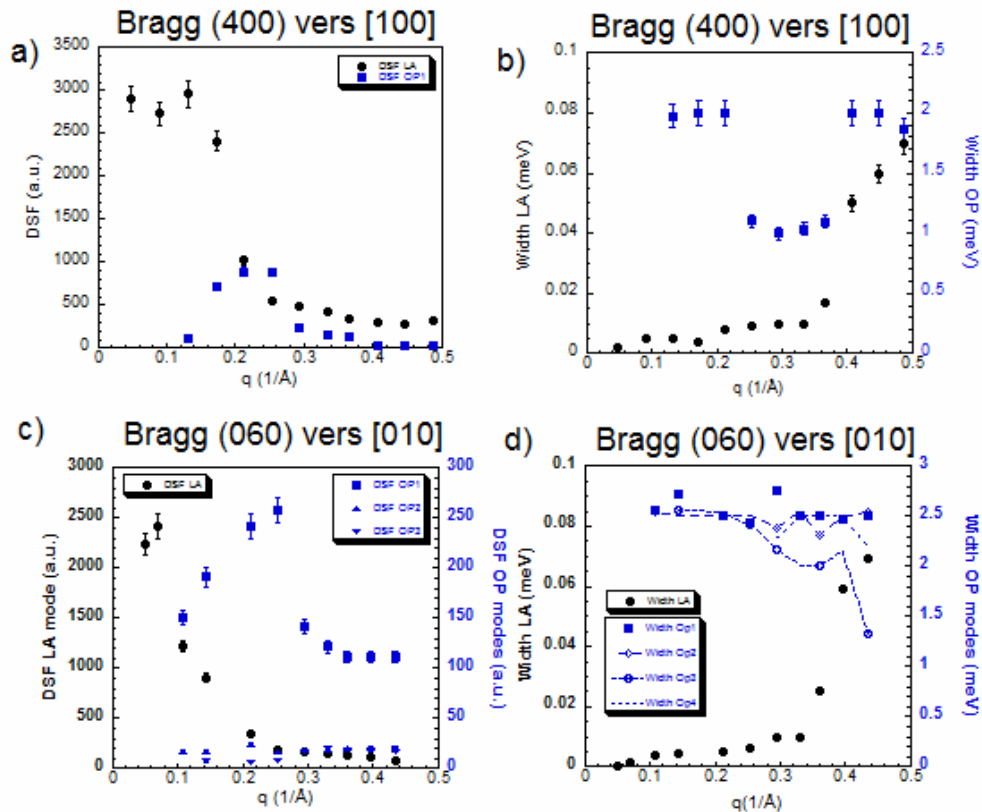 a)
Bragg (400) vers [100]
3500
3000
2500
2000
1500
1000
500
0
DSF (a.u.)
DSF LA
DSF OP1
0 0.1 0.2 0.3 0.4 0.5
q (1/Å)
b)
Bragg (400) vers [100]
0.1
0.08
0.06
0.04
0.02
0
Width LA (meV)
2.5
2
1.5
1
0.5
0
Width OP (meV)
0 0.1 0.2 0.3 0.4 0.5
q (1/Å)
c)
Bragg (060) vers [010]
3000
2500
2000
1500
1000
500
0
DSF LA mode (a.u.)
DSF LA
DSF OP1
DSF OP2
DSF OP3
300
250
200
150
100
50
0
DSF OP modes (a.u.)
0 0.1 0.2 0.3 0.4 0.5
q (1/Å)
d)
Bragg (060) vers [010]
0.1
0.08
0.06
0.04
0.02
0
Width LA (meV)
Width LA
Width Op1
Width Op2
Width Op3
Width Op4
3
2.5
2
1.5
1
0.5
0
Width OP modes (meV)
0 0.1 0.2 0.3 0.4 0.5
q(1/Å)